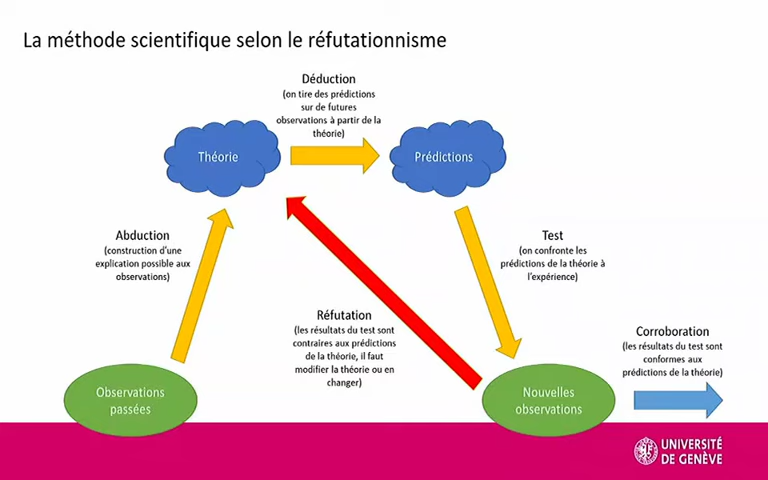 La méthode scientifique selon le réfutationnisme
Déduction
(on tire des prédictions
sur de futures
observations à partir de la
théorie)
Théorie
Prédictions
Abduction
(construction d'une
explication possible aux
observations)
Test
(on confronte les
prédictions de la théorie à
l'expérience)
Réfutation
(les résultats du test sont
contraires aux prédictions
de la théorie, il faut
modifier la théorie ou en
changer)
Corroboration
(les résultats du test sont
conformes aux
prédictions de la théorie)
Observations
passées
Nouvelles
observations
UNIVERSITÉ
DE GENÈVE